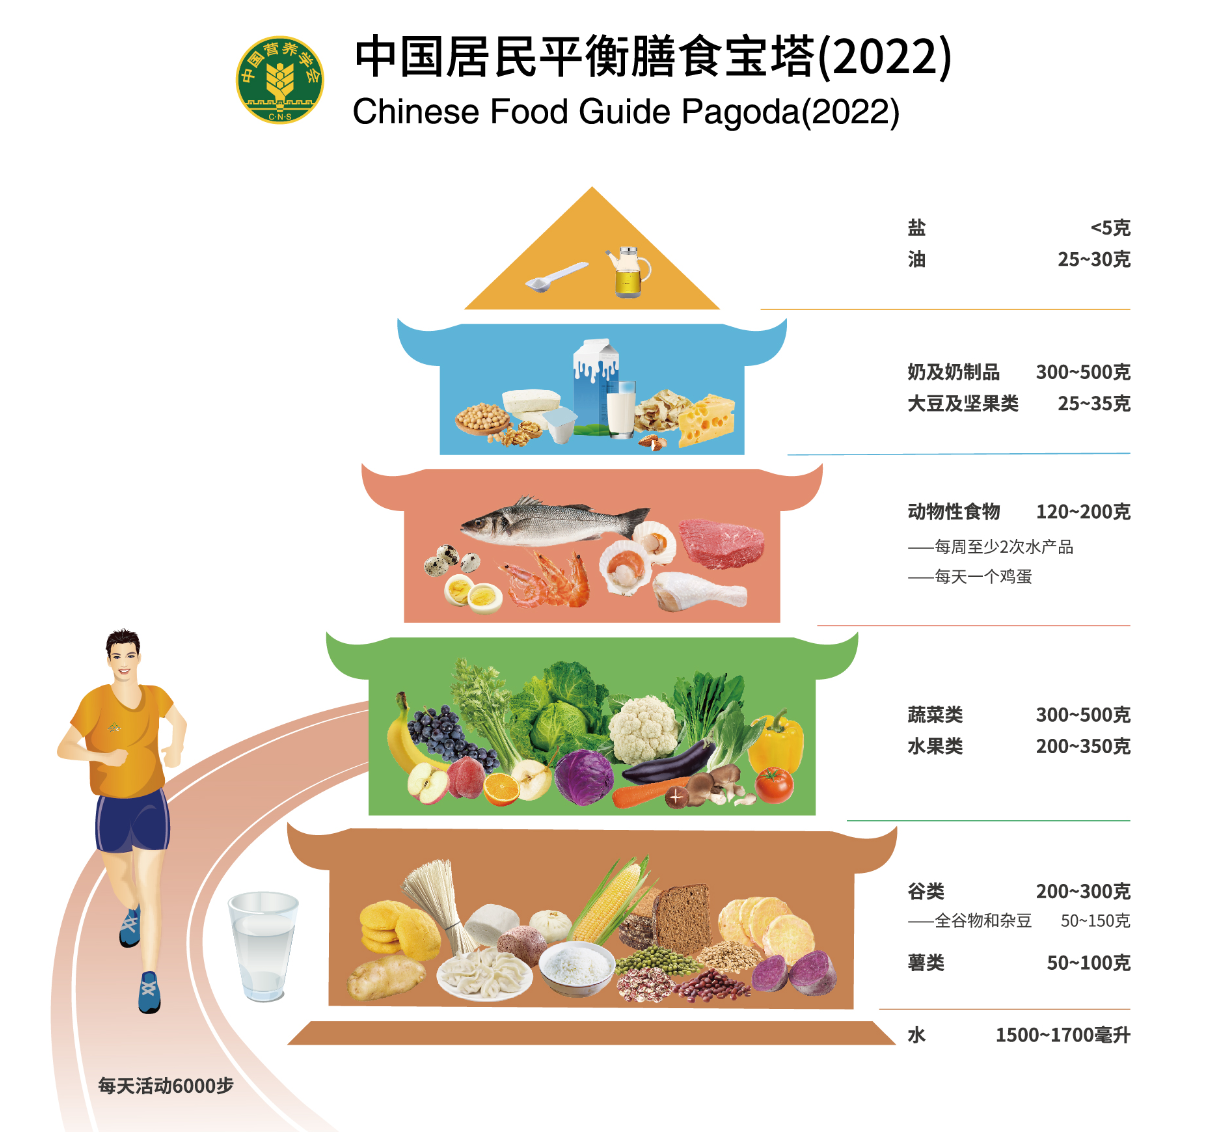 中国营养学会
C·N·S
中国居民平衡膳食宝塔(2022)
Chinese Food Guide Pagoda(2022)
盐 <5克
油 25~30克
奶及奶制品 300~500克
大豆及坚果类 25~35克
动物性食物 120~200克
——每周至少2次水产品
——每天一个鸡蛋
蔬菜类 300~500克
水果类 200~350克
谷类 200~300克
——全谷物和杂豆 50~150克
薯类 50~100克
水 1500~1700毫升
每天活动6000步